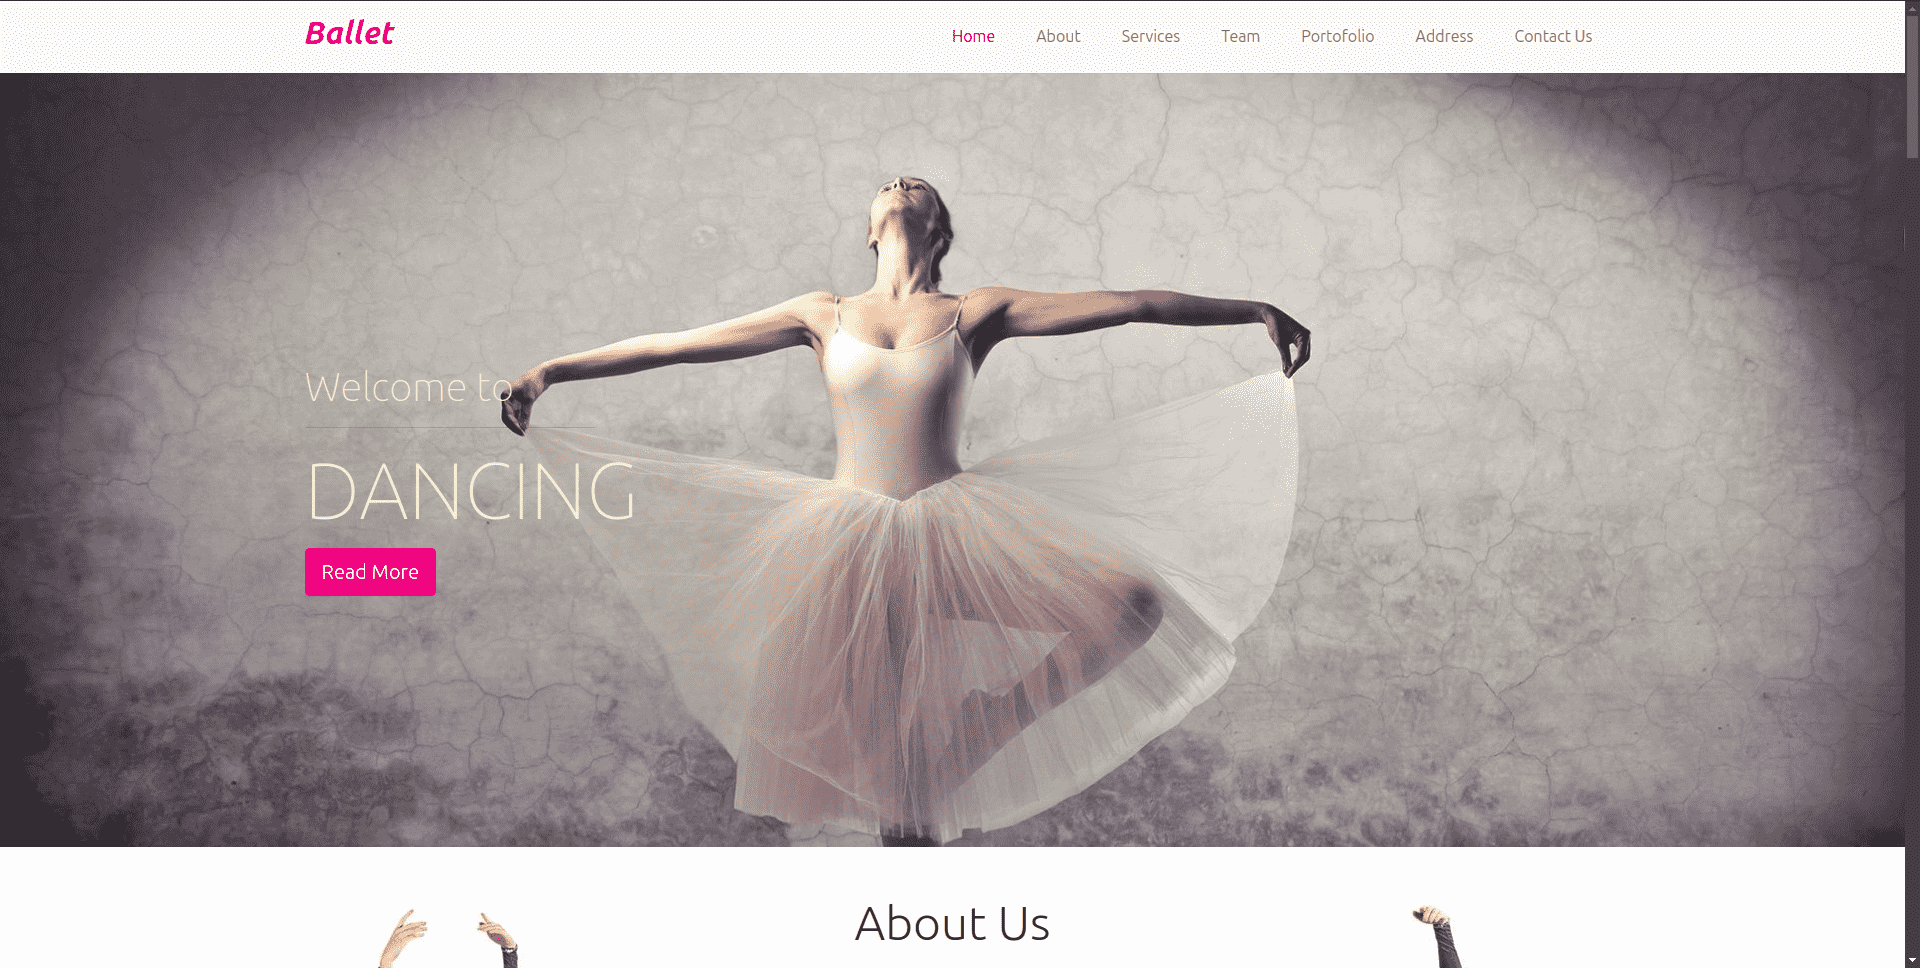 Ballet
Home About Services Team Portofolio Address Contact Us
Welcome to
DANCING
Read More
About Us